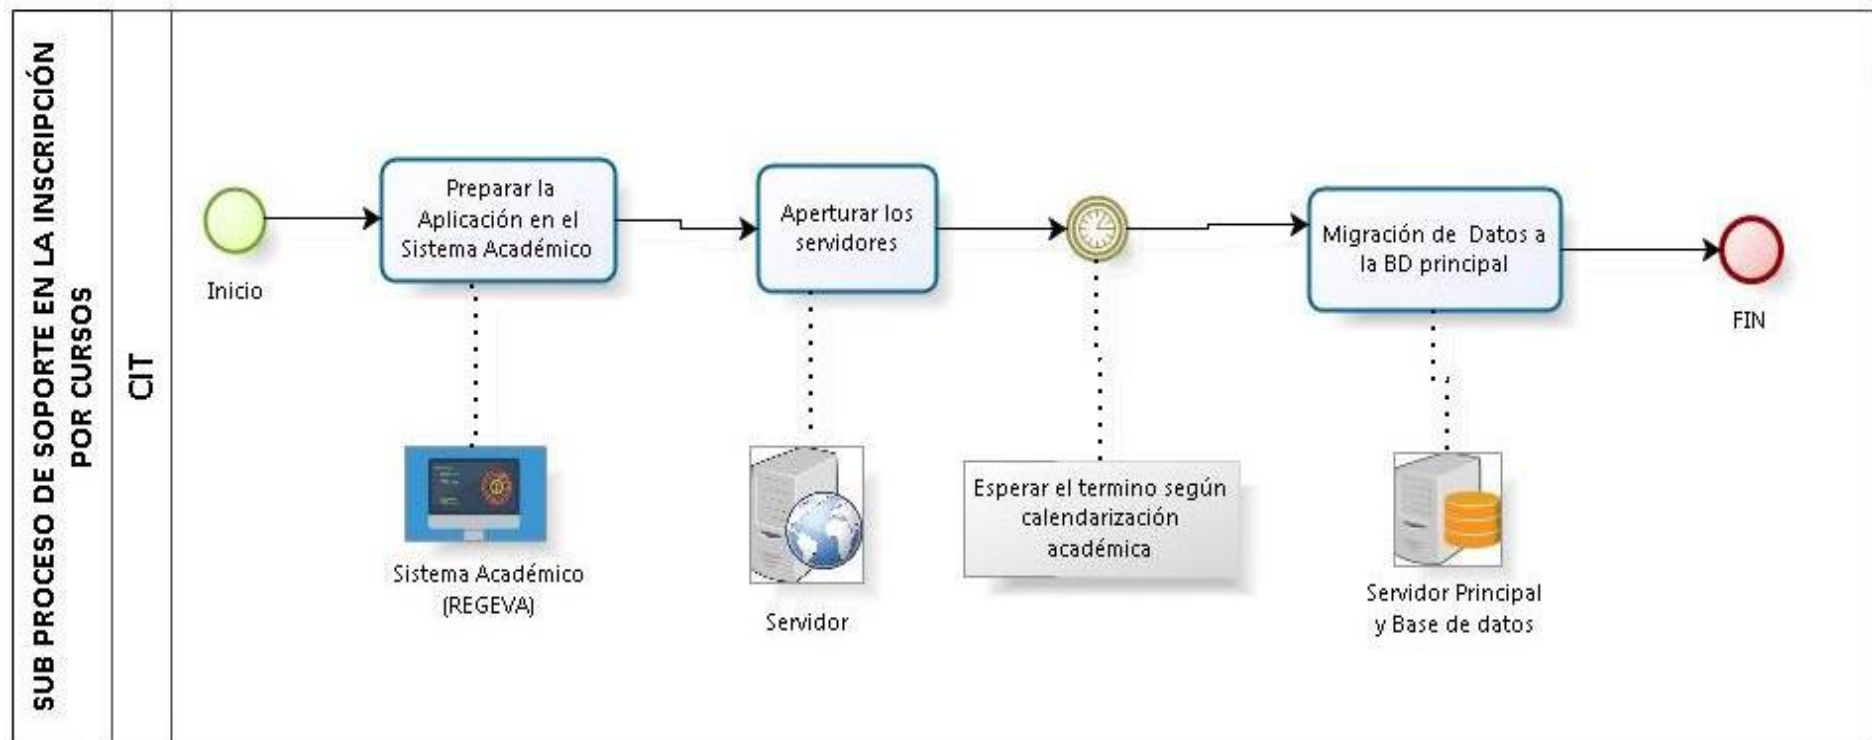 SUB PROCESO DE SOPORTE EN LA INSCRIPCIÓN
POR CURSOS
CIT
Inicio
Preparar la
Aplicación en el
Sistema Académico
Aperturar los
servidores
Migración de Datos a
la BD principal
FIN
Sistema Académico
(REGEVA)
Servidor
Esperar el termino según
calendarización
académica
Servidor Principal
y Base de datos